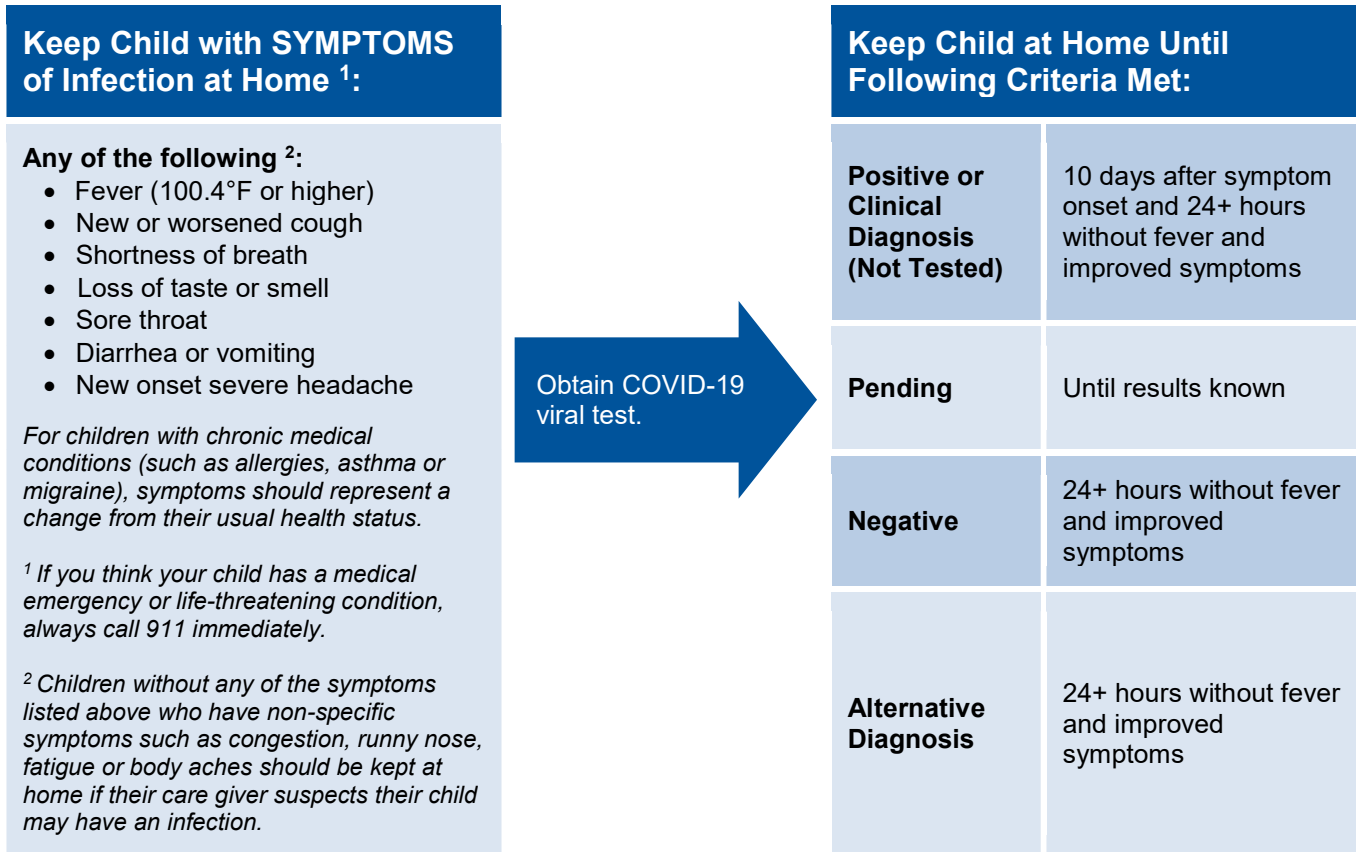 Keep Child with SYMPTOMS
of Infection at Home ¹:
Any of the following ²:
• Fever (100.4°F or higher)
• New or worsened cough
• Shortness of breath
• Loss of taste or smell
• Sore throat
• Diarrhea or vomiting
• New onset severe headache
For children with chronic medical
conditions (such as allergies, asthma or
migraine), symptoms should represent a
change from their usual health status.
¹ If you think your child has a medical
emergency or life-threatening condition,
always call 911 immediately.
² Children without any of the symptoms
listed above who have non-specific
symptoms such as congestion, runny nose,
fatigue or body aches should be kept at
home if their care giver suspects their child
may have an infection.
Obtain COVID-19
viral test.
Keep Child at Home Until
Following Criteria Met:
Positive or
Clinical
Diagnosis
(Not Tested)
10 days after symptom
onset and 24+ hours
without fever and
improved symptoms
Pending
Until results known
Negative
24+ hours without fever
and improved
symptoms
Alternative
Diagnosis
24+ hours without fever
and improved
symptoms